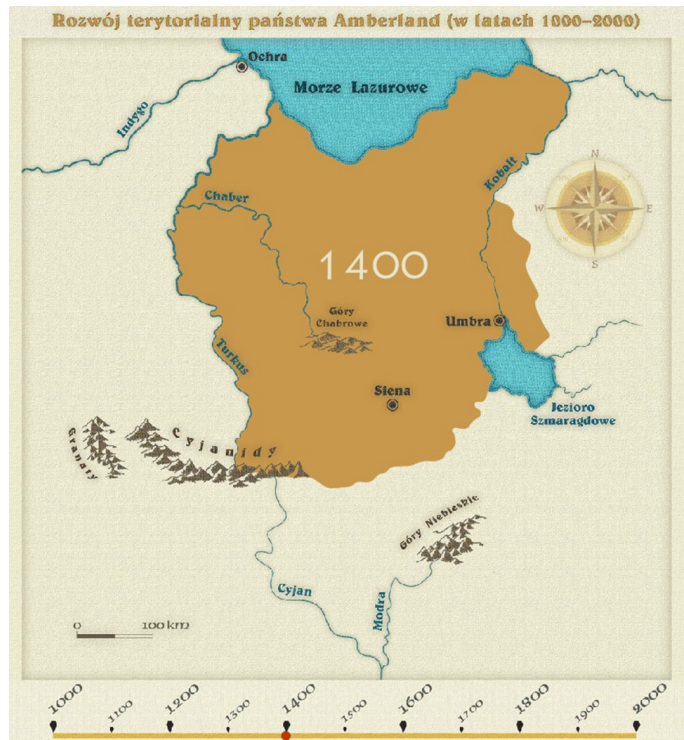 Rozwój terytorialny państwa Amberland (w latach 1000–2000)
Ochra
Morze Lazurowe
Indygo
Kobalt
Chaber
N
W
E
S
1400
Góry
Chabrowe
Umbra
Turkus
Siena
Jezioro
Szmaragdowe
Granaty
Cyjanidy
Góry Niebieskie
Cyjan
Modra
0 100 km
1000 1100 1200 1300 1400 1500 1600 1700 1800 1900 2000